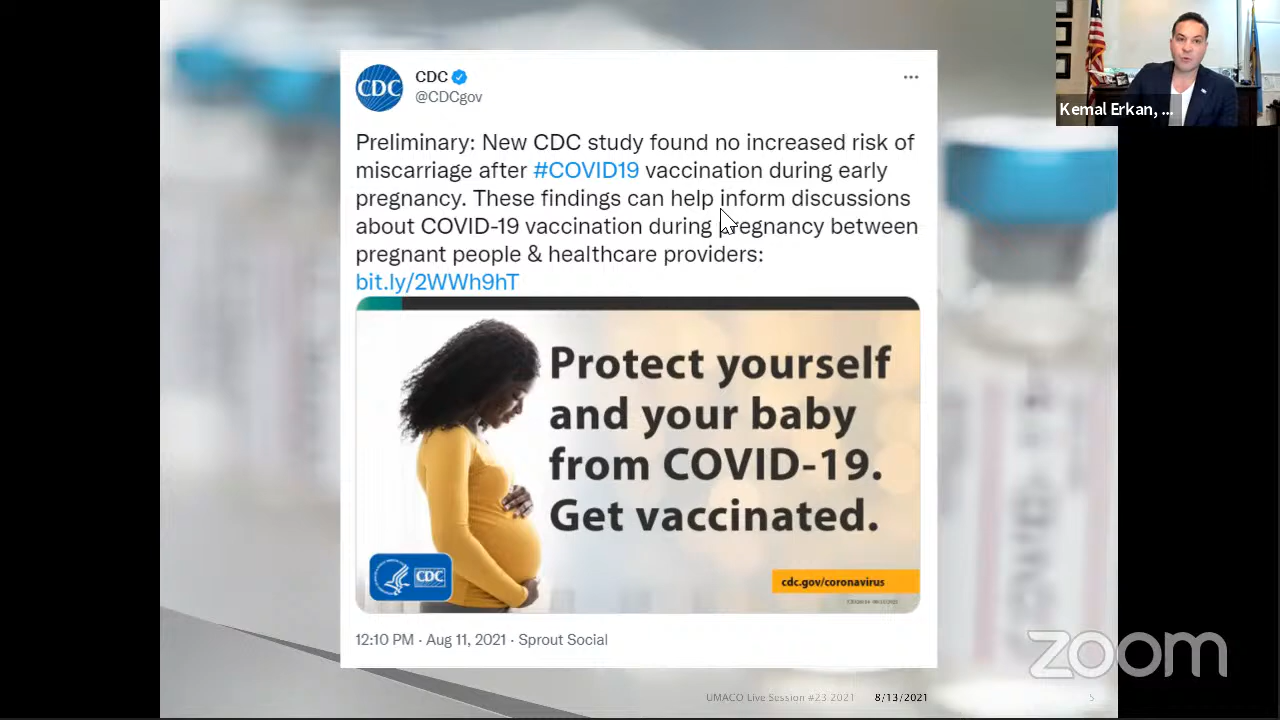 CDC
@CDCgov
Preliminary: New CDC study found no increased risk of
miscarriage after #COVID19 vaccination during early
pregnancy. These findings can help inform discussions
about COVID-19 vaccination during pregnancy between
pregnant people & healthcare providers:
bit.ly/2WWh9hT
Protect yourself
and your baby
from COVID-19.
Get vaccinated.
CDC
cdc.gov/coronavirus
12:10 PM · Aug 11, 2021 · Sprout Social
Kemal Erkan, ...
zoom
UMACO Live Session #23.2021 8/13/2021 5